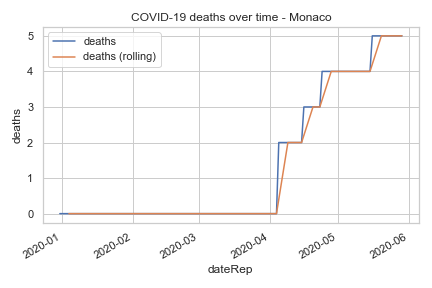 COVID-19 deaths over time - Monaco
deaths
deaths (rolling)
deaths
5
4
3
2
1
0
2020-01
2020-02
2020-03
2020-04
2020-05
2020-06
dateRep